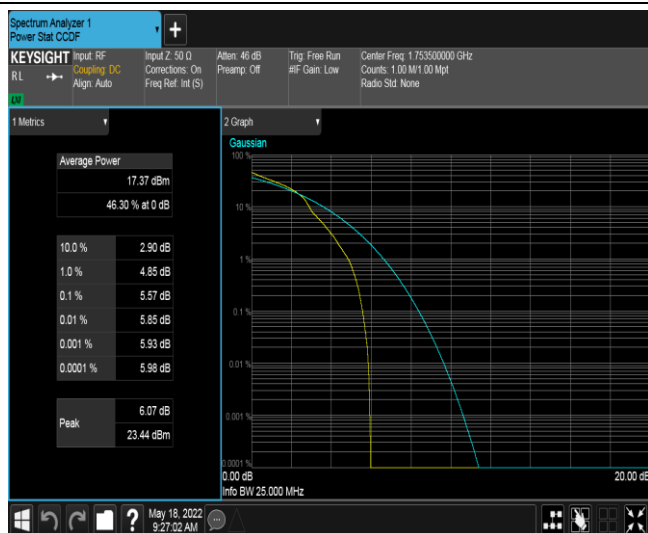 Spectrum Analyzer 1
Power Stat CCDF
+
KEYSIGHT
R L
LXI
Input: RF
Coupling: DC
Align: Auto
Input Z: 50 Ω
Corrections: On
Freq Ref: Int (S)
Atten: 46 dB
Preamp: Off
Trig: Free Run
#IF Gain: Low
Center Freq: 1.753500000 GHz
Counts: 1.00 M/1.00 Mpt
Radio Std: None
1 Metrics
Average Power
17.37 dBm
46.30 % at 0 dB
10.0 % 2.90 dB
1.0 % 4.85 dB
0.1 % 5.57 dB
0.01 % 5.85 dB
0.001 % 5.93 dB
0.0001 % 5.98 dB
Peak
6.07 dB
23.44 dBm
2 Graph
Gaussian
100 %
10 %
1 %
0.1 %
0.01 %
0.001 %
0.0001 %
0.00 dB 20.00 dB
Info BW 25.000 MHz
?
May 18, 2022
9:27:02 AM